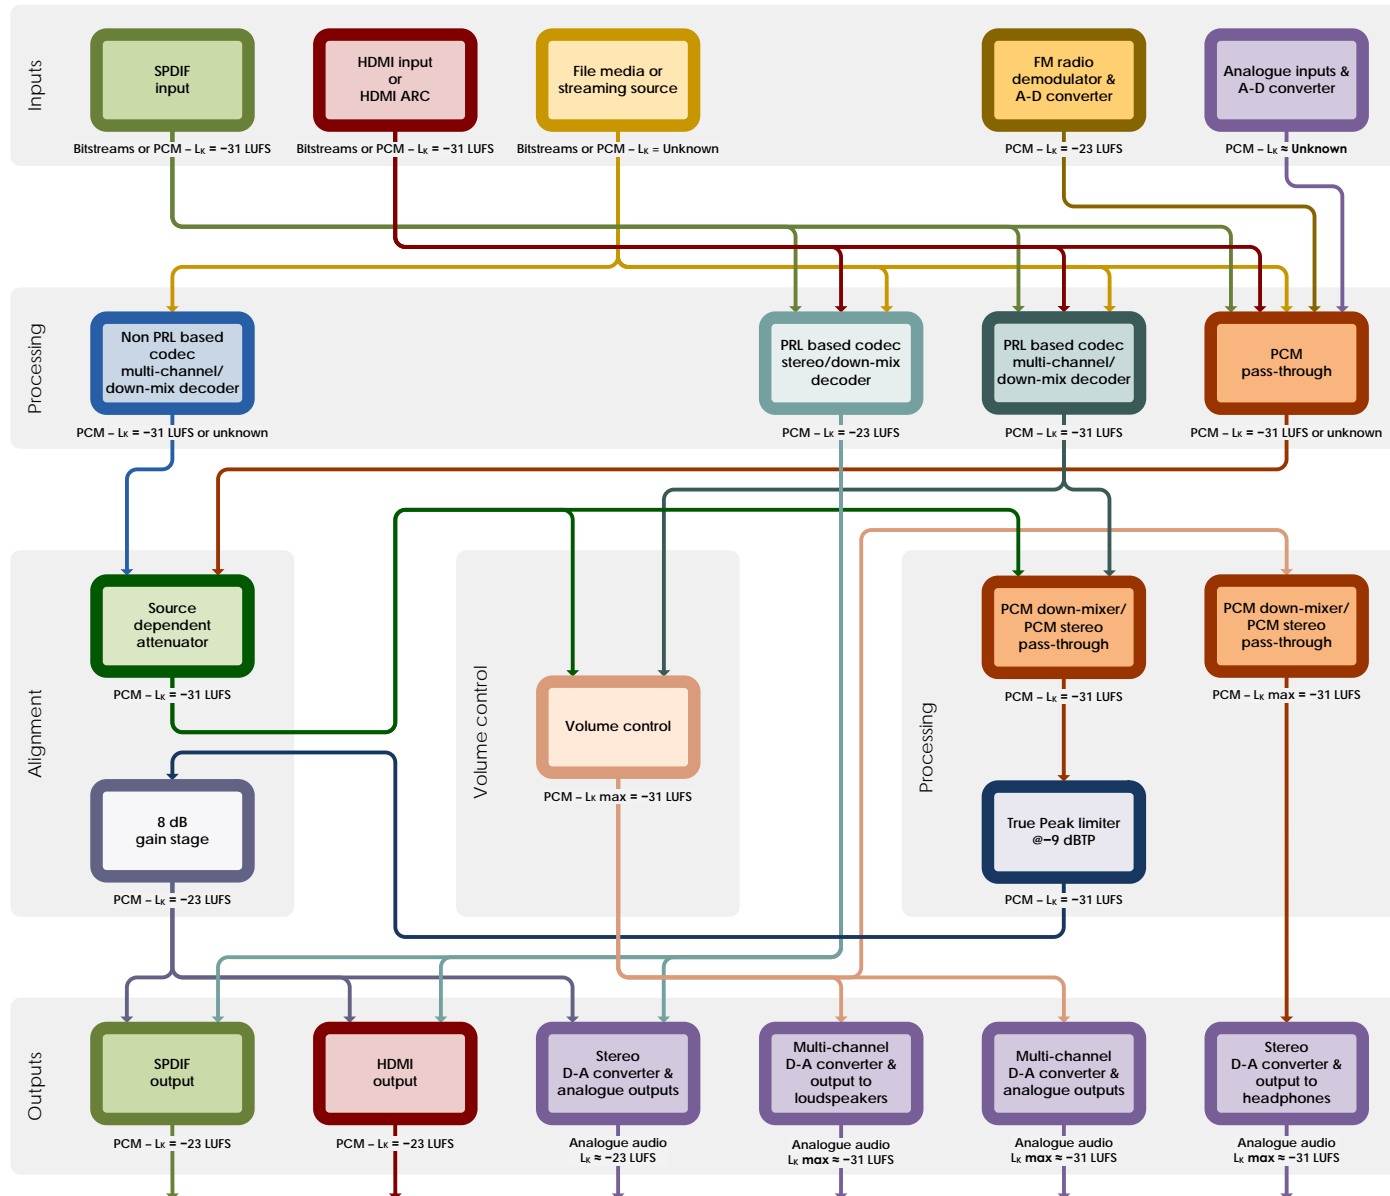 Inputs
SPDIF
input
Bitstreams or PCM – LK = −31 LUFS
HDMI input
or
HDMI ARC
Bitstreams or PCM – LK = −31 LUFS
File media or
streaming source
Bitstreams or PCM – LK = Unknown
FM radio
demodulator &
A-D converter
PCM – LK = −23 LUFS
Analogue inputs &
A-D converter
PCM – LK ≈ Unknown
Processing
Non PRL based
codec
multi-channel/
down-mix decoder
PCM – LK = −31 LUFS or unknown
PRL based codec
stereo/down-mix
decoder
PCM – LK = −23 LUFS
PRL based codec
multi-channel/
down-mix decoder
PCM – LK = −31 LUFS
PCM
pass-through
PCM – LK = −31 LUFS or unknown
Alignment
Source
dependent
attenuator
PCM – LK = −31 LUFS
8 dB
gain stage
PCM – LK = −23 LUFS
Volume control
Volume control
PCM – LK max = −31 LUFS
Processing
PCM down-mixer/
PCM stereo
pass-through
PCM – LK = −31 LUFS
True Peak limiter
@−9 dBTP
PCM – LK = −31 LUFS
PCM down-mixer/
PCM stereo
pass-through
PCM – LK max = −31 LUFS
Outputs
SPDIF
output
PCM – LK = −23 LUFS
HDMI
output
PCM – LK = −23 LUFS
Stereo
D-A converter &
analogue outputs
Analogue audio
LK ≈ −23 LUFS
Multi-channel
D-A converter &
output to
loudspeakers
Analogue audio
LK max ≈ −31 LUFS
Multi-channel
D-A converter &
analogue outputs
Analogue audio
LK max ≈ −31 LUFS
Stereo
D-A converter &
output to
headphones
Analogue audio
LK max ≈ −31 LUFS